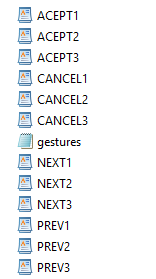 ACEPT1
ACEPT2
ACEPT3
CANCEL1
CANCEL2
CANCEL3
gestures
NEXT1
NEXT2
NEXT3
PREV1
PREV2
PREV3